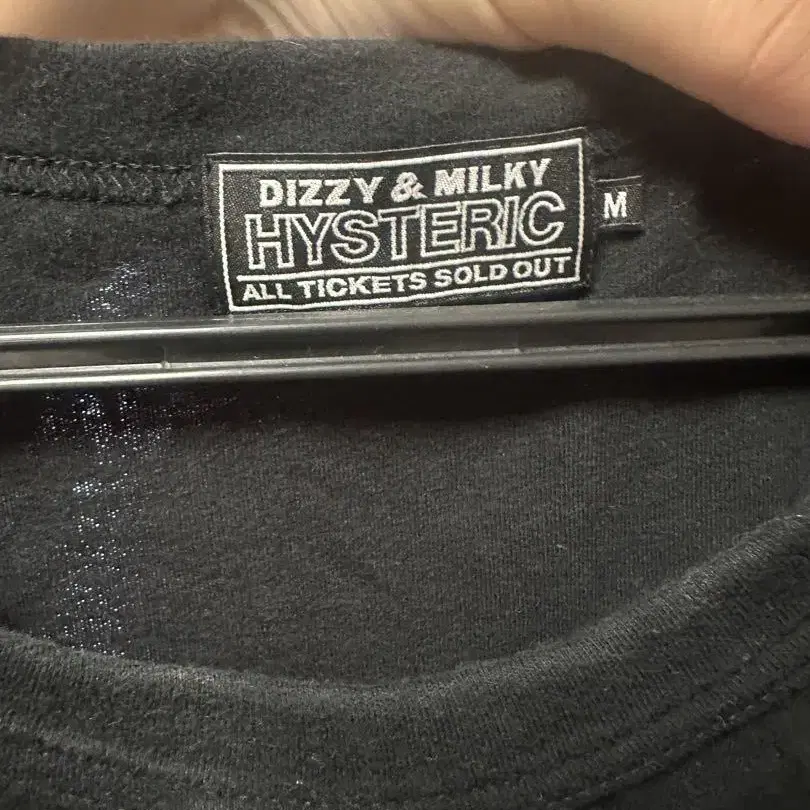 DIZZY & MILKY
HYSTERIC
ALL TICKETS SOLD OUT
M